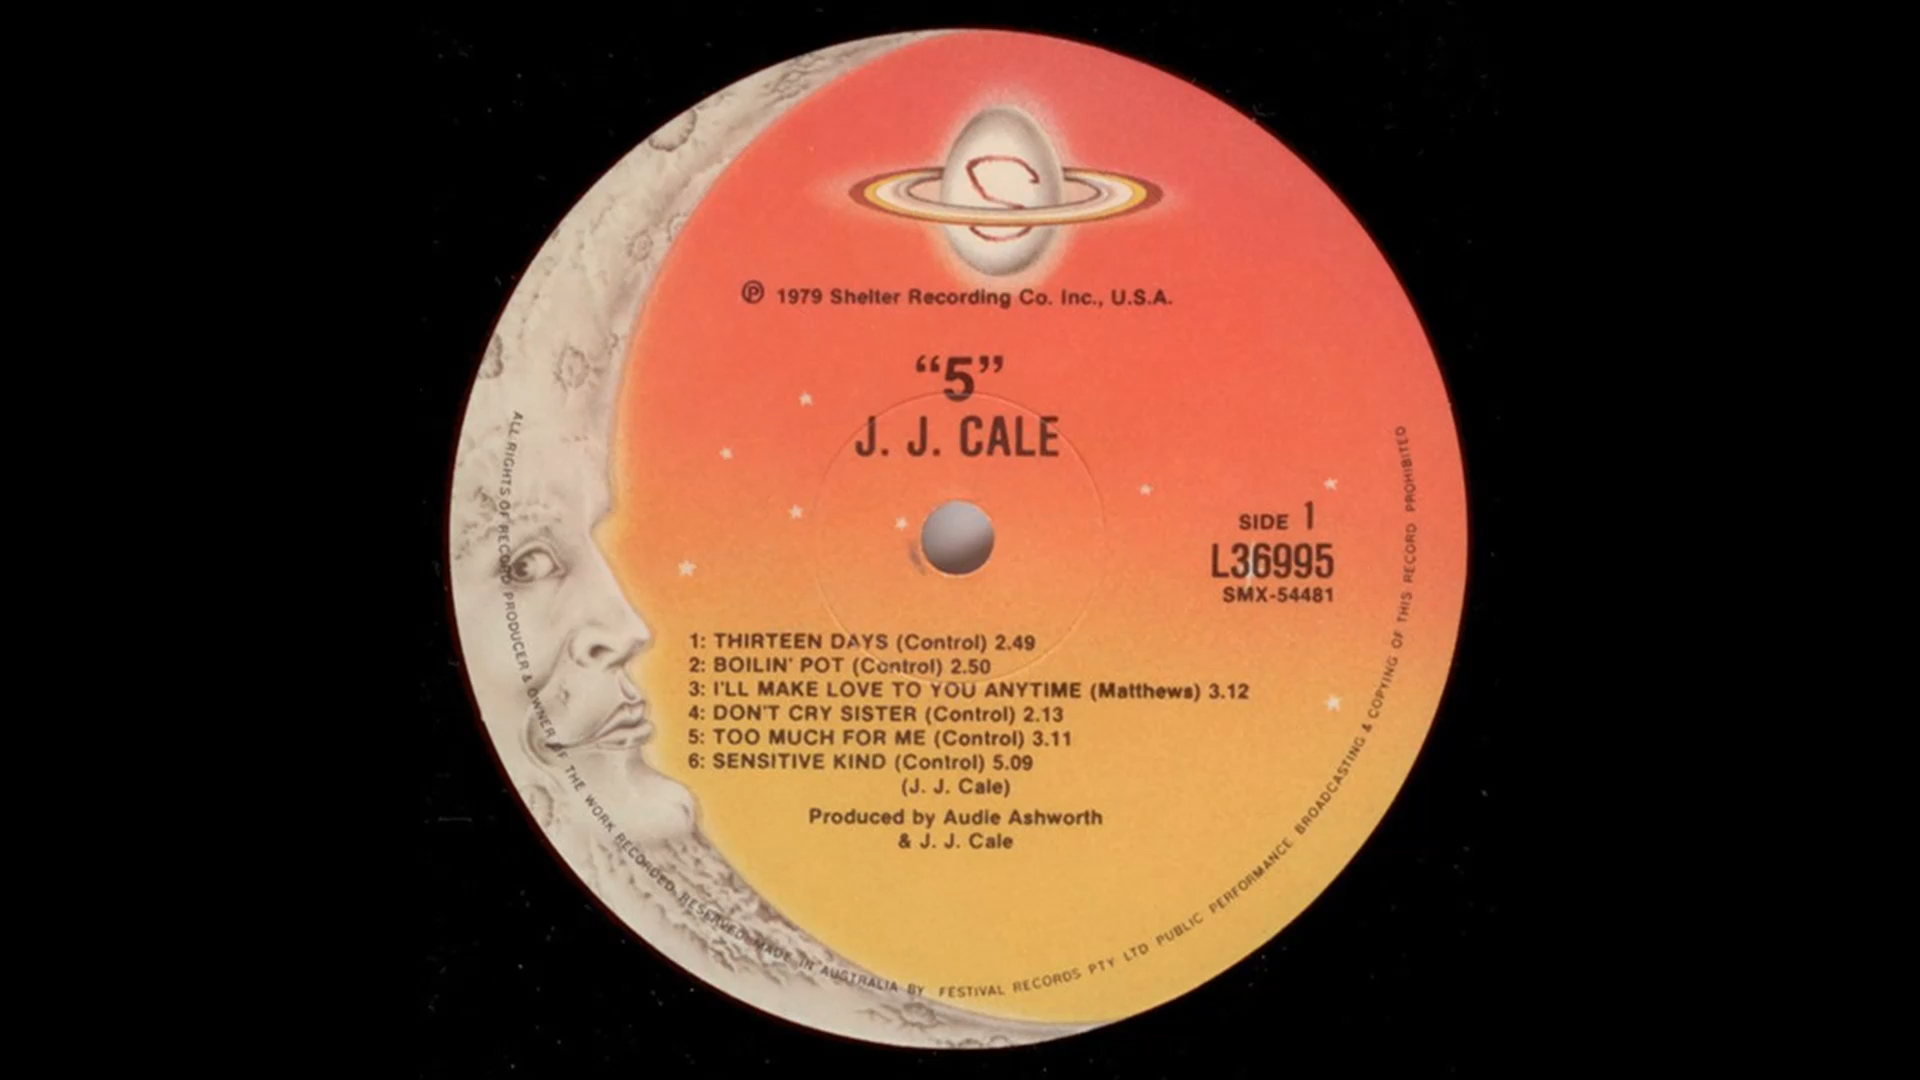 S
℗ 1979 Shelter Recording Co. Inc., U.S.A.
“5”
J. J. CALE
SIDE 1
L36995
SMX-54481
1: THIRTEEN DAYS (Control) 2.49
2: BOILIN' POT (Control) 2.50
3: I'LL MAKE LOVE TO YOU ANYTIME (Matthews) 3.12
4: DON'T CRY SISTER (Control) 2.13
5: TOO MUCH FOR ME (Control) 3.11
6: SENSITIVE KIND (Control) 5.09
(J. J. Cale)
Produced by Audie Ashworth
& J. J. Cale
ALL RIGHTS OF RECORD PRODUCER & OWNER OF THE WORK RECORDED RESERVED MADE IN AUSTRALIA BY FESTIVAL RECORDS PTY LTD PUBLIC PERFORMANCE BROADCASTING & COPYING OF THIS RECORD PROHIBITED